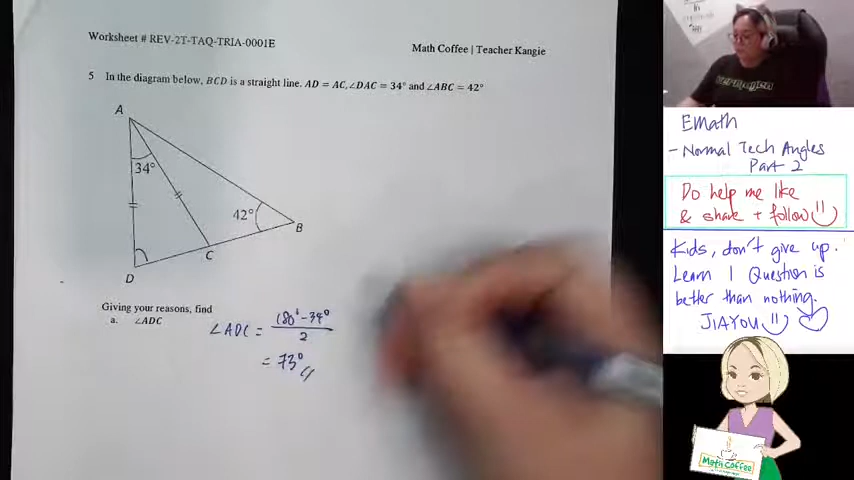 Worksheet # REV-2T-TAQ-TRIA-0001E
Math Coffee | Teacher Kangie
5 In the diagram below, BCD is a straight line. AD = AC, ∠DAC = 34° and ∠ABC = 42°
A
34°
42°
B
C
D
Giving your reasons, find
a. ∠ADC
∠ADC = 180° - 34°
2
= 73°
EMath
- Normal Tech Angles
Part 2
Do help me like
& share + follow
Kids, don't give up.
Learn 1 Question is
better than nothing.
JIAYOU
Math Coffee